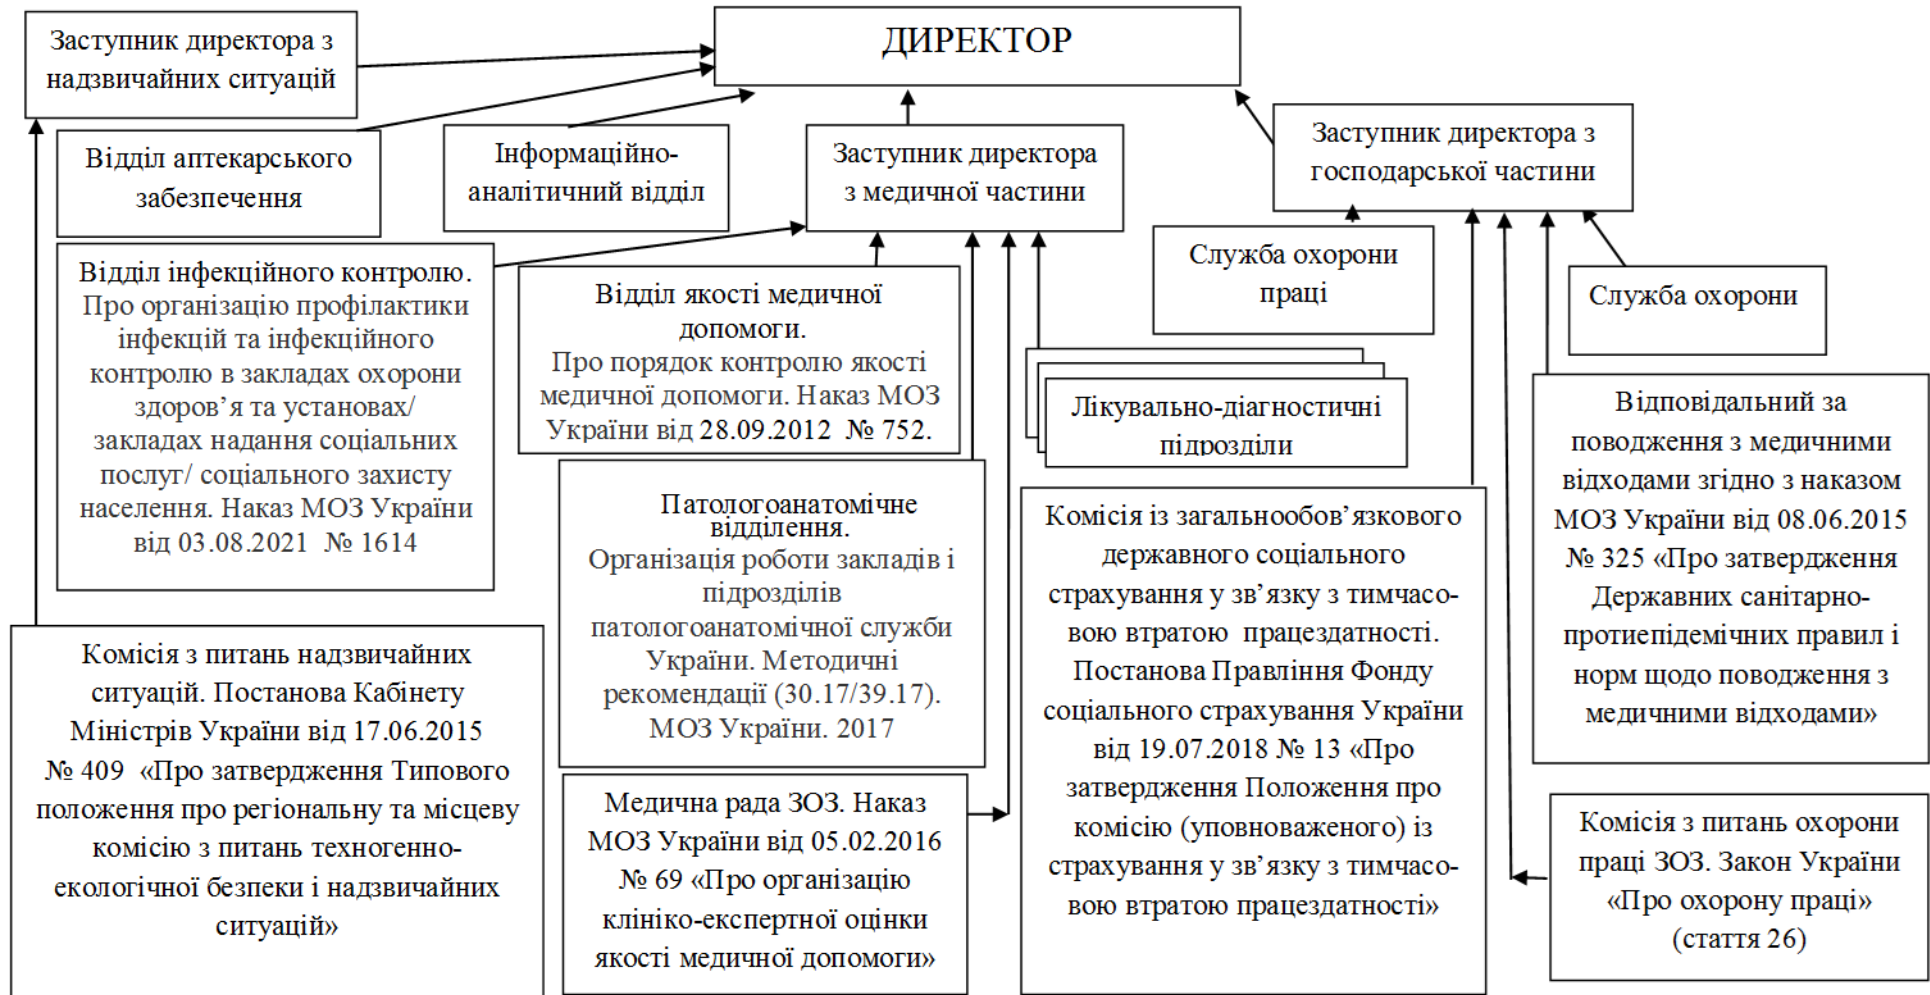 Заступник директора з
надзвичайних ситуацій
ДИРЕКТОР
Відділ аптекарського
забезпечення
Інформаційно-
аналітичний відділ
Заступник директора
з медичної частини
Заступник директора з
господарської частини
Відділ інфекційного контролю.
Про організацію профілактики
інфекцій та інфекційного
контролю в закладах охорони
здоров’я та установах/
закладах надання соціальних
послуг/ соціального захисту
населення. Наказ МОЗ України
від 03.08.2021 № 1614
Відділ якості медичної
допомоги.
Про порядок контролю якості
медичної допомоги. Наказ МОЗ
України від 28.09.2012 № 752.
Служба охорони
праці
Служба охорони
Лікувально-діагностичні
підрозділи
Патологоанатомічне
відділення.
Організація роботи закладів і
підрозділів
патологоанатомічної служби
України. Методичні
рекомендації (30.17/39.17).
МОЗ України. 2017
Комісія із загальнообов’язкового
державного соціального
страхування у зв’язку з тимчасо-
вою втратою працездатності.
Постанова Правління Фонду
соціального страхування України
від 19.07.2018 № 13 «Про
затвердження Положення про
комісію (уповноваженого) із
страхування у зв’язку з тимчасо-
вою втратою працездатності»
Відповідальний за
поводження з медичними
відходами згідно з наказом
МОЗ України від 08.06.2015
№ 325 «Про затвердження
Державних санітарно-
протиепідемічних правил і
норм щодо поводження з
медичними відходами»
Комісія з питань надзвичайних
ситуацій. Постанова Кабінету
Міністрів України від 17.06.2015
№ 409 «Про затвердження Типового
положення про регіональну та місцеву
комісію з питань техногенно-
екологічної безпеки і надзвичайних
ситуацій»
Медична рада ЗОЗ. Наказ
МОЗ України від 05.02.2016
№ 69 «Про організацію
клініко-експертної оцінки
якості медичної допомоги»
Комісія з питань охорони
праці ЗОЗ. Закон України
«Про охорону праці»
(стаття 26)